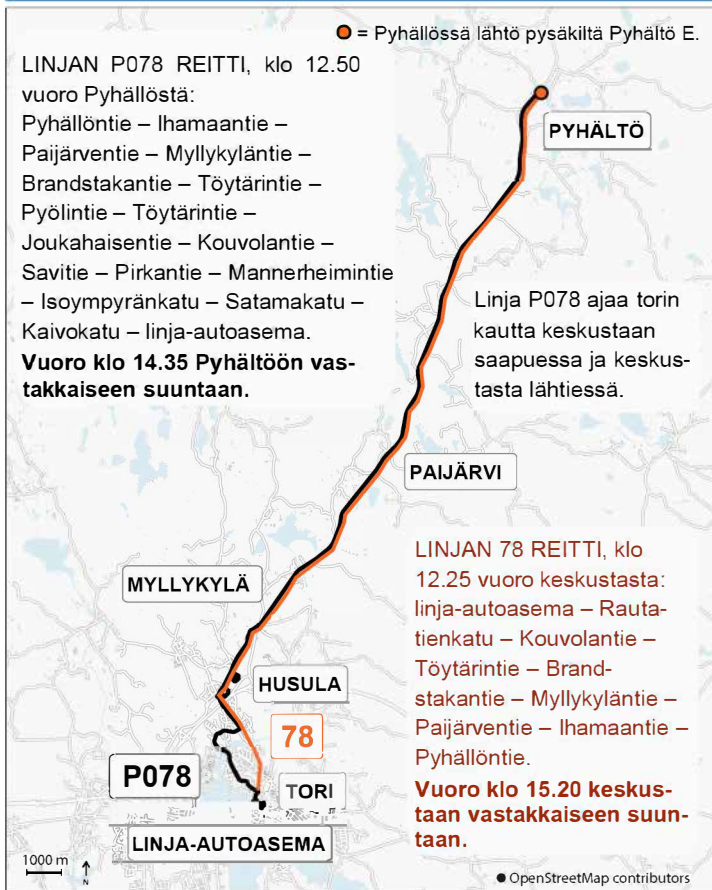 = Pyhällössä lähtö pysäkiltä Pyhältö E.
LINJAN P078 REITTI, klo 12.50
vuoro Pyhällöstä:
Pyhällöntie – Ihamaantie –
Paijärventie – Myllykyläntie –
Brandstakantie – Töytärintie –
Pyölintie – Töytärintie –
Joukahaisentie – Kouvolantie –
Savitie – Pirkantie – Mannerheimintie
– Isoympyränkatu – Satamakatu –
Kaivokatu – linja-autoasema.
Vuoro klo 14.35 Pyhältöön vas-
takkaiseen suuntaan.
PYHÄLTÖ
Linja P078 ajaa torin
kautta keskustaan
saapuessa ja keskus-
tasta lähtiessä.
PAIJÄRVI
MYLLYKYLÄ
LINJAN 78 REITTI, klo
12.25 vuoro keskustasta:
linja-autoasema – Rauta-
tienkatu – Kouvolantie –
Töytärintie – Brand-
stakantie – Myllykyläntie –
Paijärventie – Ihamaantie –
Pyhällöntie.
Vuoro klo 15.20 keskus-
taan vastakkaiseen suun-
taan.
HUSULA
78
P078
TORI
LINJA-AUTOASEMA
1000 m
N
OpenStreetMap contributors